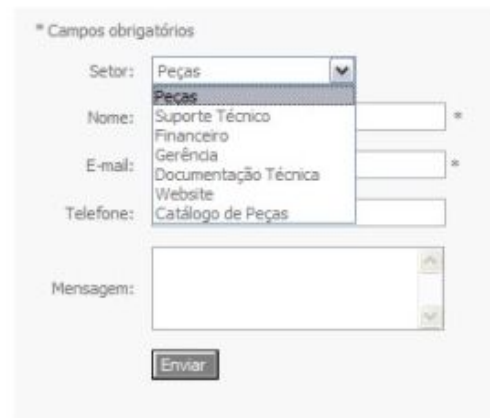 * Campos obrigatórios
Setor: Peças
Peças
Suporte Técnico
Financeiro
Gerência
Documentação Técnica
Website
Catálogo de Peças
Nome: *
E-mail: *
Telefone:
Mensagem:
Enviar